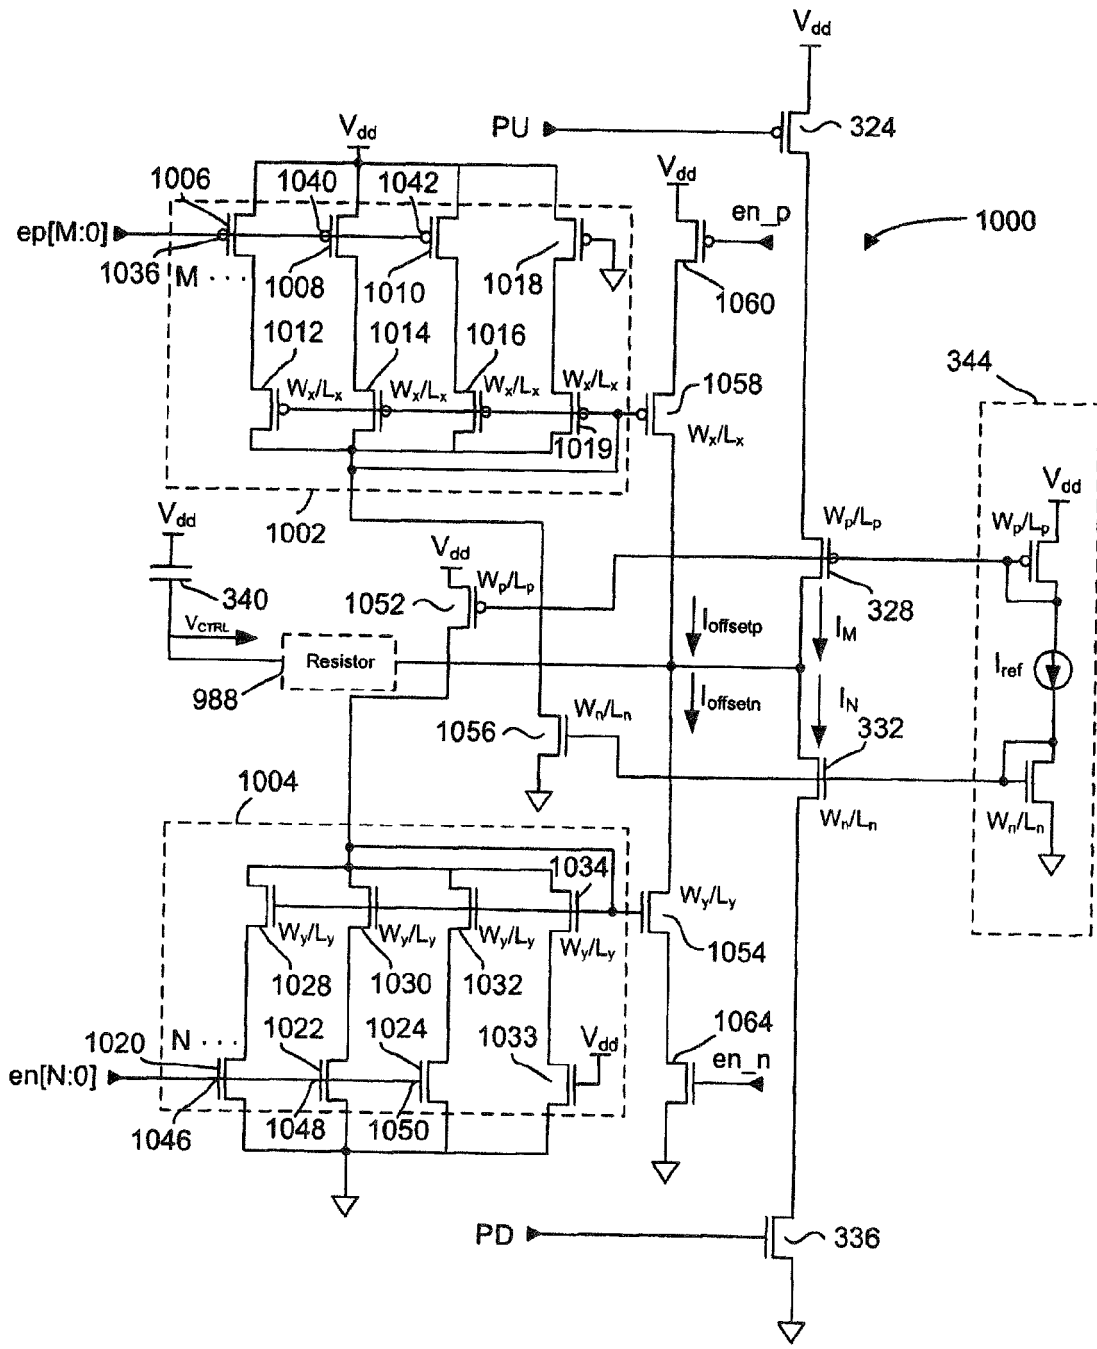 Vdd
PU
324
Vdd
1006
1040
1042
Vdd
en_p
1000
ep[M:0]
1036
M . . .
1008
1010
1018
1060
1012
1014
1016
344
Wx/Lx
Wx/Lx
Wx/Lx
Wx/Lx
1058
1019
Wx/Lx
Vdd
Vdd
1002
Wp/Lp
Wp/Lp
Vdd
Wp/Lp
340
1052
328
VCTRL
Ioffsetp
IM
Resistor
Iref
988
Ioffsetn
IN
Wn/Ln
332
1056
1004
Wn/Ln
Wn/Ln
1034
Wy/Ly
Wy/Ly
Wy/Ly
Wy/Ly
Wy/Ly
1054
1028
1030
1032
N . . .
1022
1024
1033
Vdd
1064
1020
en_n
en[N:0]
1046
1048
1050
PD
336